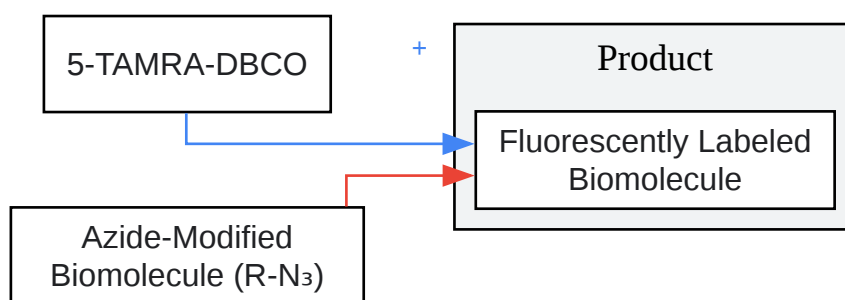 5-TAMRA-DBCO
+
Product
Fluorescently Labeled
Biomolecule
Azide-Modified
Biomolecule (R-N₃)